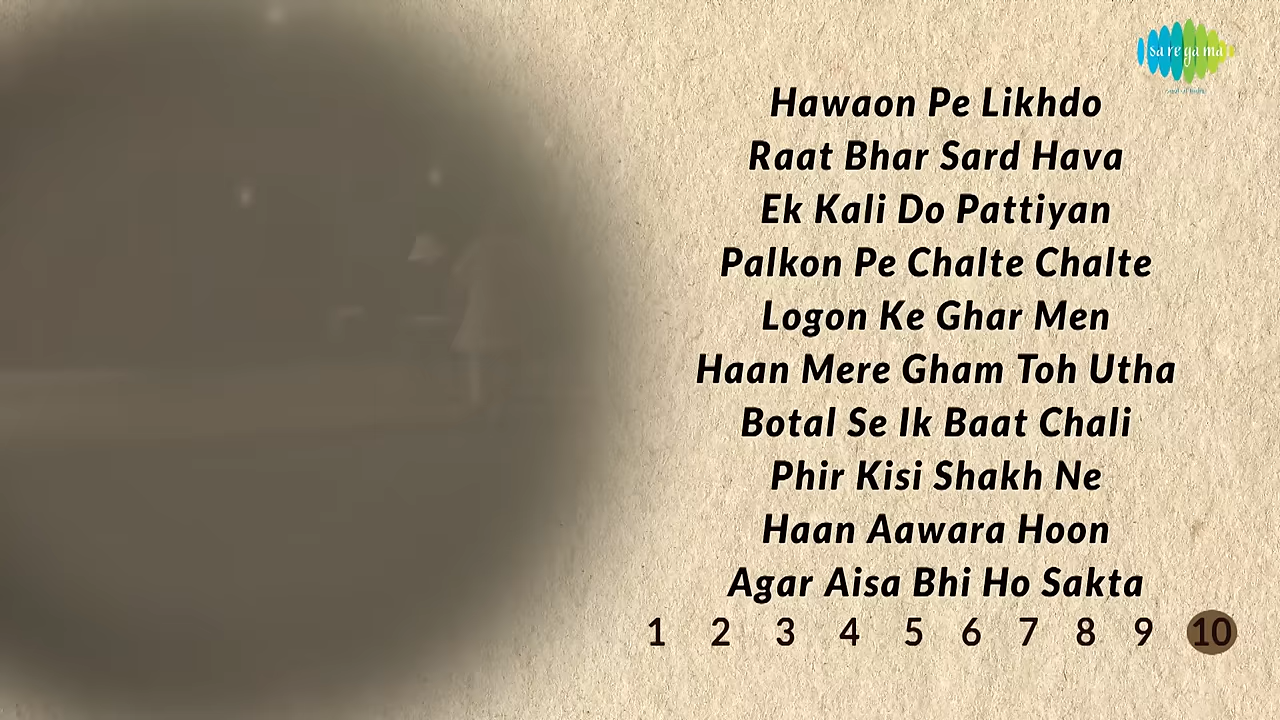 sa re ga ma
Hawaon Pe Likhdo
Raat Bhar Sard Hava
Ek Kali Do Pattiyan
Palkon Pe Chalte Chalte
Logon Ke Ghar Men
Haan Mere Gham Toh Utha
Botal Se Ik Baat Chali
Phir Kisi Shakh Ne
Haan Aawara Hoon
Agar Aisa Bhi Ho Sakta
1 2 3 4 5 6 7 8 9 10